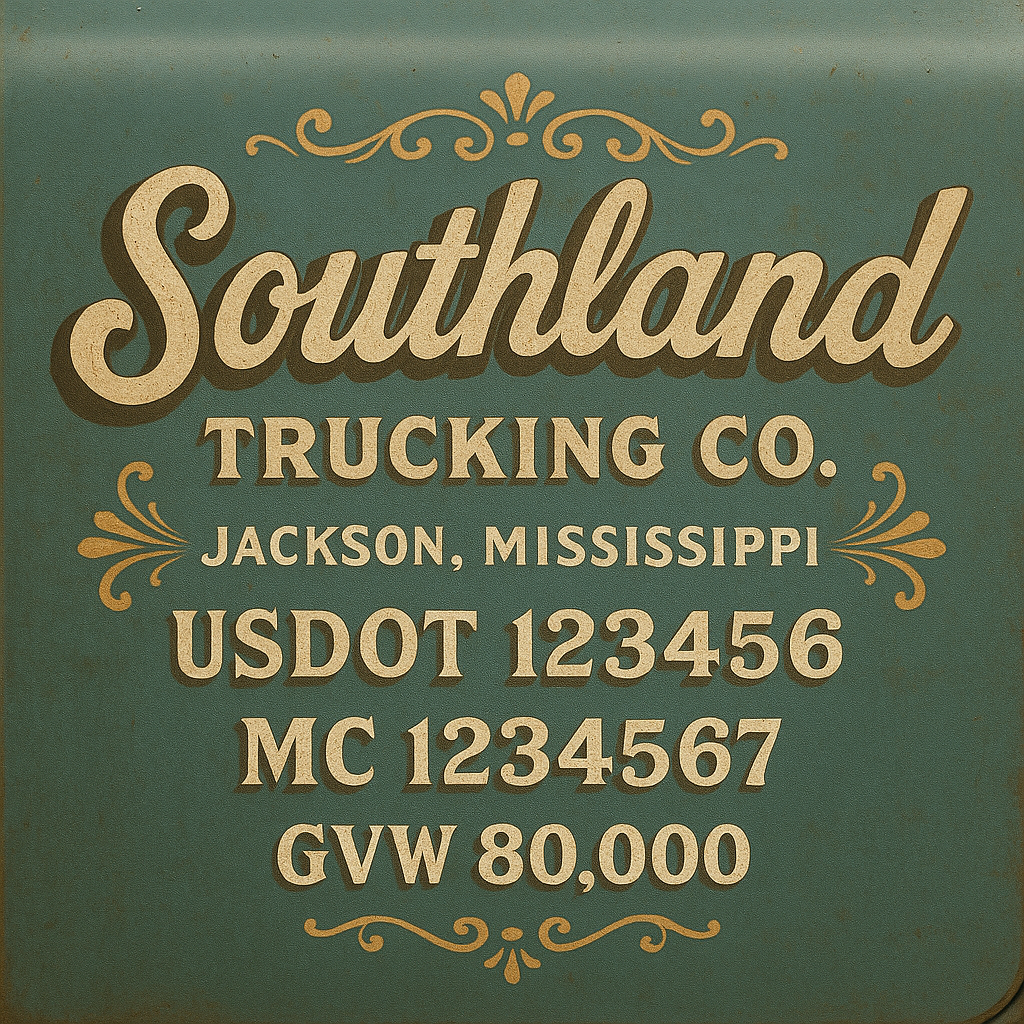 Southland
TRUCKING CO.
JACKSON, MISSISSIPPI
USDOT 123456
MC 1234567
GVW 80,000